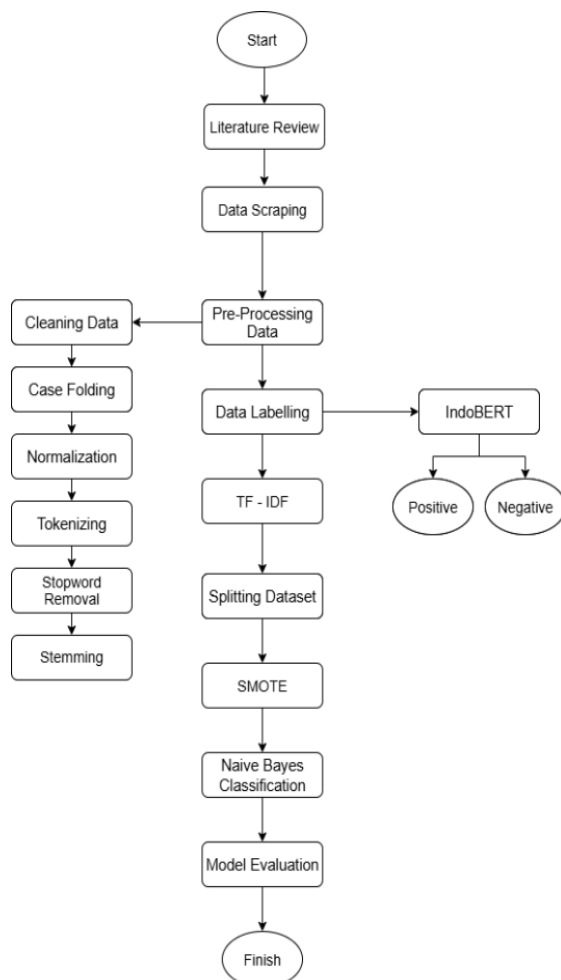 Start
Literature Review
Data Scraping
Pre-Processing
Data
Cleaning Data
Case Folding
Normalization
Tokenizing
Stopword
Removal
Stemming
Data Labelling
IndoBERT
Positive
Negative
TF - IDF
Splitting Dataset
SMOTE
Naive Bayes
Classification
Model Evaluation
Finish